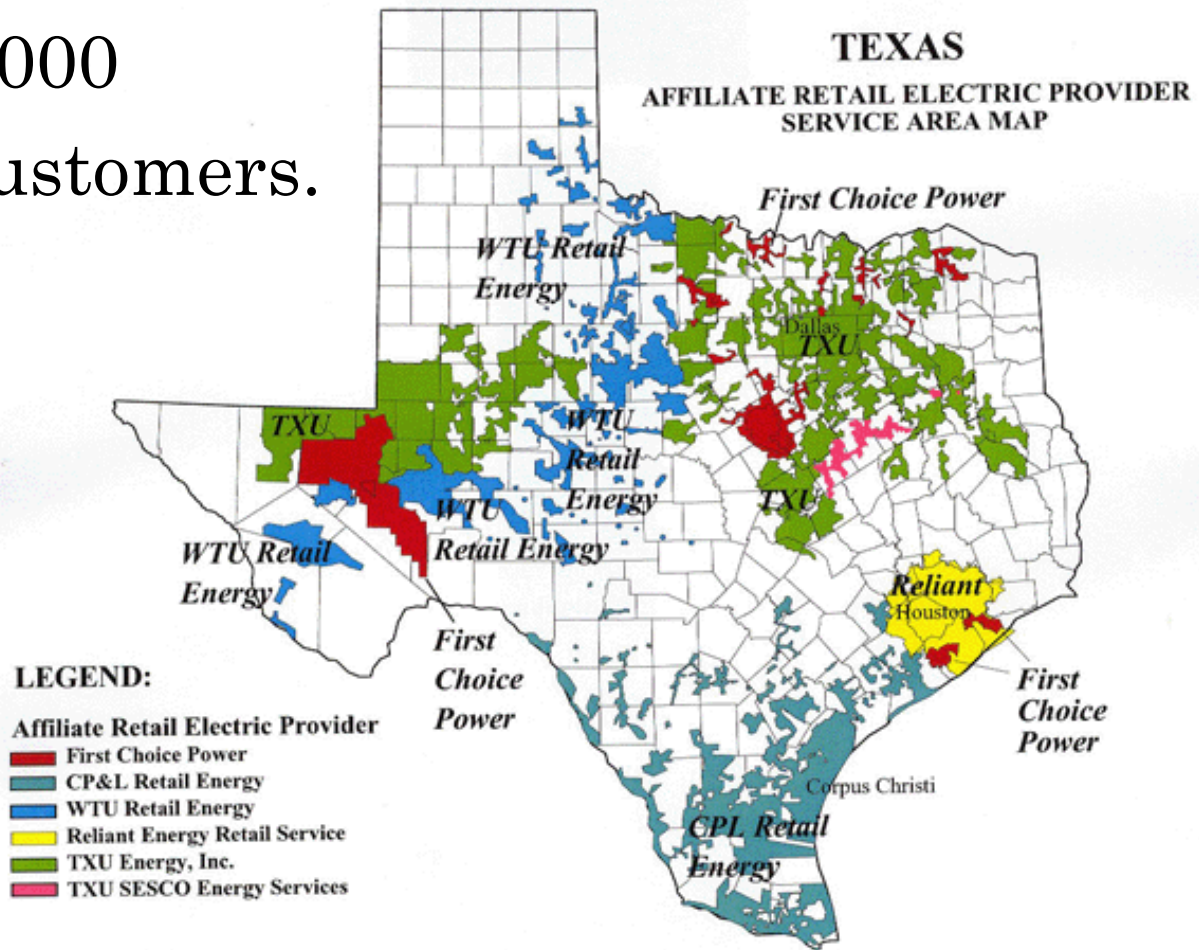 000
ustomers.
TEXAS
AFFILIATE RETAIL ELECTRIC PROVIDER
SERVICE AREA MAP
First Choice Power
WTU Retail
Energy
Dallas
TXU
TXU
WTU
Retail
Energy
TXU
WTU
Retail Energy
WTU Retail
Energy
Reliant
Houston
First
Choice
Power
First
Choice
Power
Corpus Christi
CPL Retail
Energy
LEGEND:
Affiliate Retail Electric Provider
First Choice Power
CP&L Retail Energy
WTU Retail Energy
Reliant Energy Retail Service
TXU Energy, Inc.
TXU SESCO Energy Services